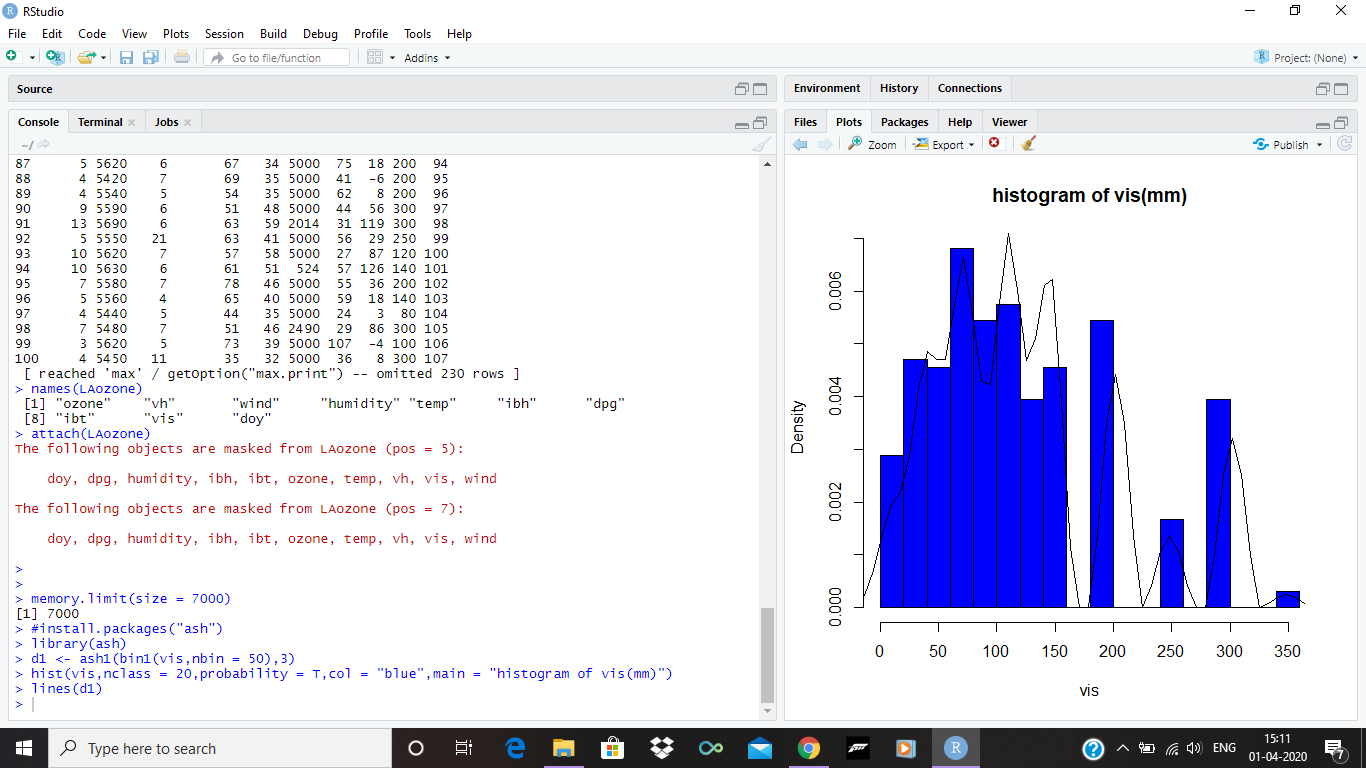 RStudio
File Edit Code View Plots Session Build Debug Profile Tools Help
Go to file/function Addins Project: (None)
Source
Console Terminal Jobs
~/
87 5 5620 6 67 34 5000 75 18 200 94
88 4 5420 7 69 35 5000 41 -6 200 95
89 4 5540 5 54 35 5000 62 8 200 96
90 9 5590 6 51 48 5000 44 56 300 97
91 13 5690 6 63 59 2014 31 119 300 98
92 5 5550 21 63 41 5000 56 29 250 99
93 10 5620 7 57 58 5000 27 87 120 100
94 10 5630 6 61 51 524 57 126 140 101
95 7 5580 7 78 46 5000 55 36 200 102
96 5 5560 4 65 40 5000 59 18 140 103
97 4 5440 5 44 35 5000 24 3 80 104
98 7 5480 7 51 46 2490 29 86 300 105
99 3 5620 5 73 39 5000 107 -4 100 106
100 4 5450 11 35 32 5000 36 8 300 107
[ reached 'max' / getOption("max.print") -- omitted 230 rows ]
> names(LAozone)
[1] "ozone" "vh" "wind" "humidity" "temp" "ibh" "dpg"
[8] "ibt" "vis" "doy"
> attach(LAozone)
The following objects are masked from LAozone (pos = 5):
doy, dpg, humidity, ibh, ibt, ozone, temp, vh, vis, wind
The following objects are masked from LAozone (pos = 7):
doy, dpg, humidity, ibh, ibt, ozone, temp, vh, vis, wind
>
>
> memory.limit(size = 7000)
[1] 7000
> #install.packages("ash")
> library(ash)
> d1 <- ash1(bin1(vis,nbin = 50),3)
> hist(vis,nclass = 20,probability = T,col = "blue",main = "histogram of vis(mm)")
> lines(d1)
>
Environment History Connections
Files Plots Packages Help Viewer
Zoom Export Publish
histogram of vis(mm)
Density
0.006
0.004
0.002
0.000
0 50 100 150 200 250 300 350
vis
Type here to search
ENG
15:11
01-04-2020
7